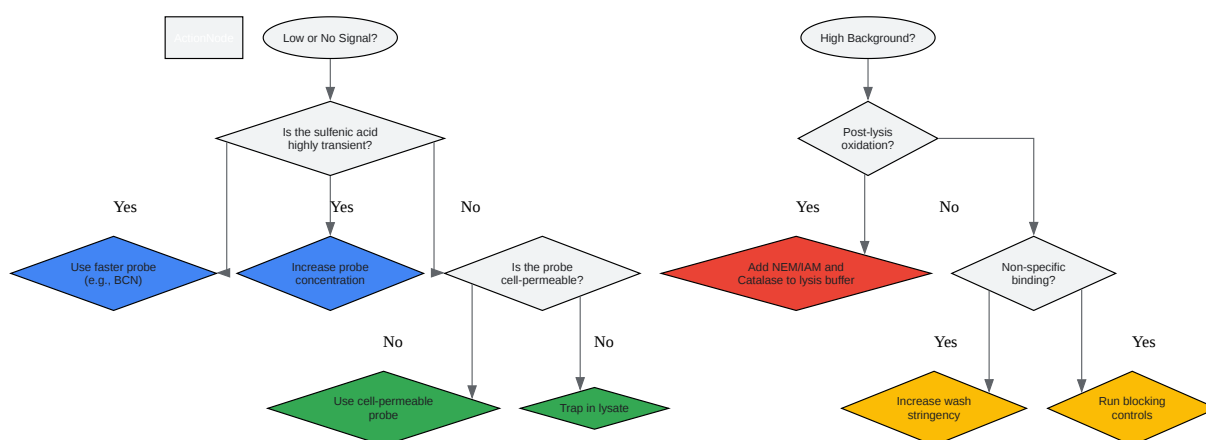 ActionNode
Low or No Signal?
High Background?
Is the sulfenic acid
highly transient?
Post-lysis
oxidation?
Yes
Yes
No
Yes
No
Use faster probe
(e.g., BCN)
Increase probe
concentration
Is the probe
cell-permeable?
Add NEM/IAM and
Catalase to lysis buffer
Non-specific
binding?
No
No
Yes
Yes
Use cell-permeable
probe
Trap in lysate
Increase wash
stringency
Run blocking
controls